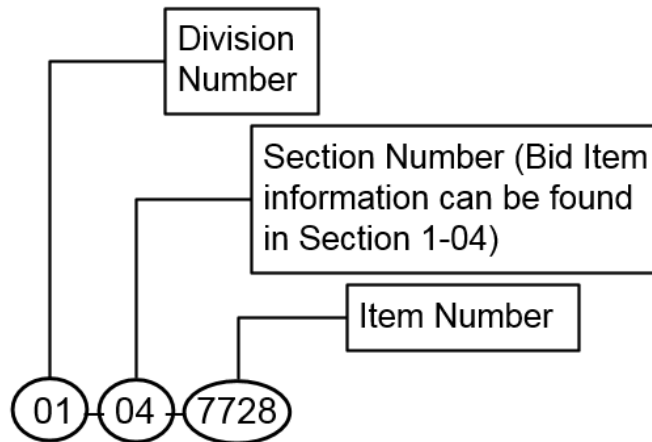 Division
Number
Section Number (Bid Item
information can be found
in Section 1-04)
Item Number
01-04-7728